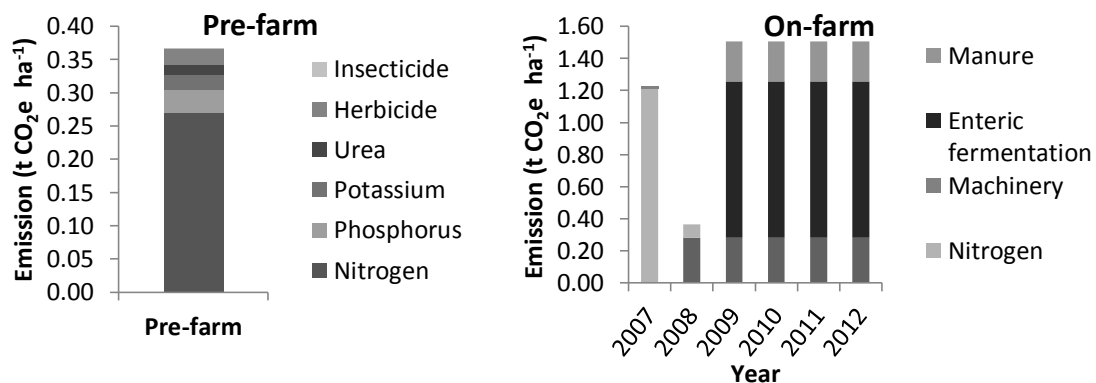 Pre-farm
Emission (t CO₂e ha⁻¹)
0.40
0.35
0.30
0.25
0.20
0.15
0.10
0.05
0.00
Pre-farm
Insecticide
Herbicide
Urea
Potassium
Phosphorus
Nitrogen
On-farm
Emission (t CO₂e ha⁻¹)
1.60
1.40
1.20
1.00
0.80
0.60
0.40
0.20
0.00
2007
2008
2009
2010
2011
2012
Year
Manure
Enteric
fermentation
Machinery
Nitrogen